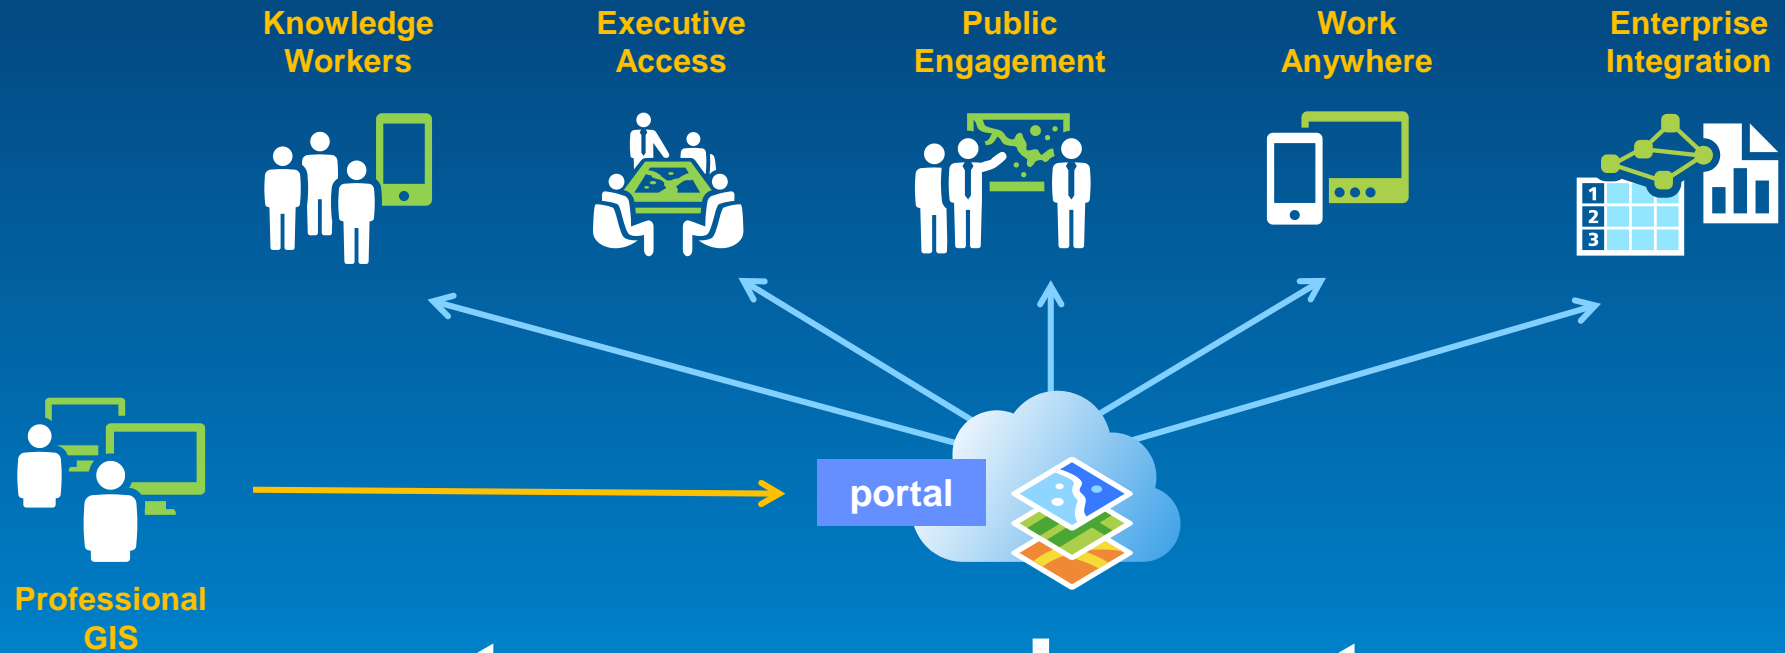 Knowledge
Workers
Executive
Access
Public
Engagement
Work
Anywhere
Enterprise
Integration
1
2
3
portal
Professional
GIS